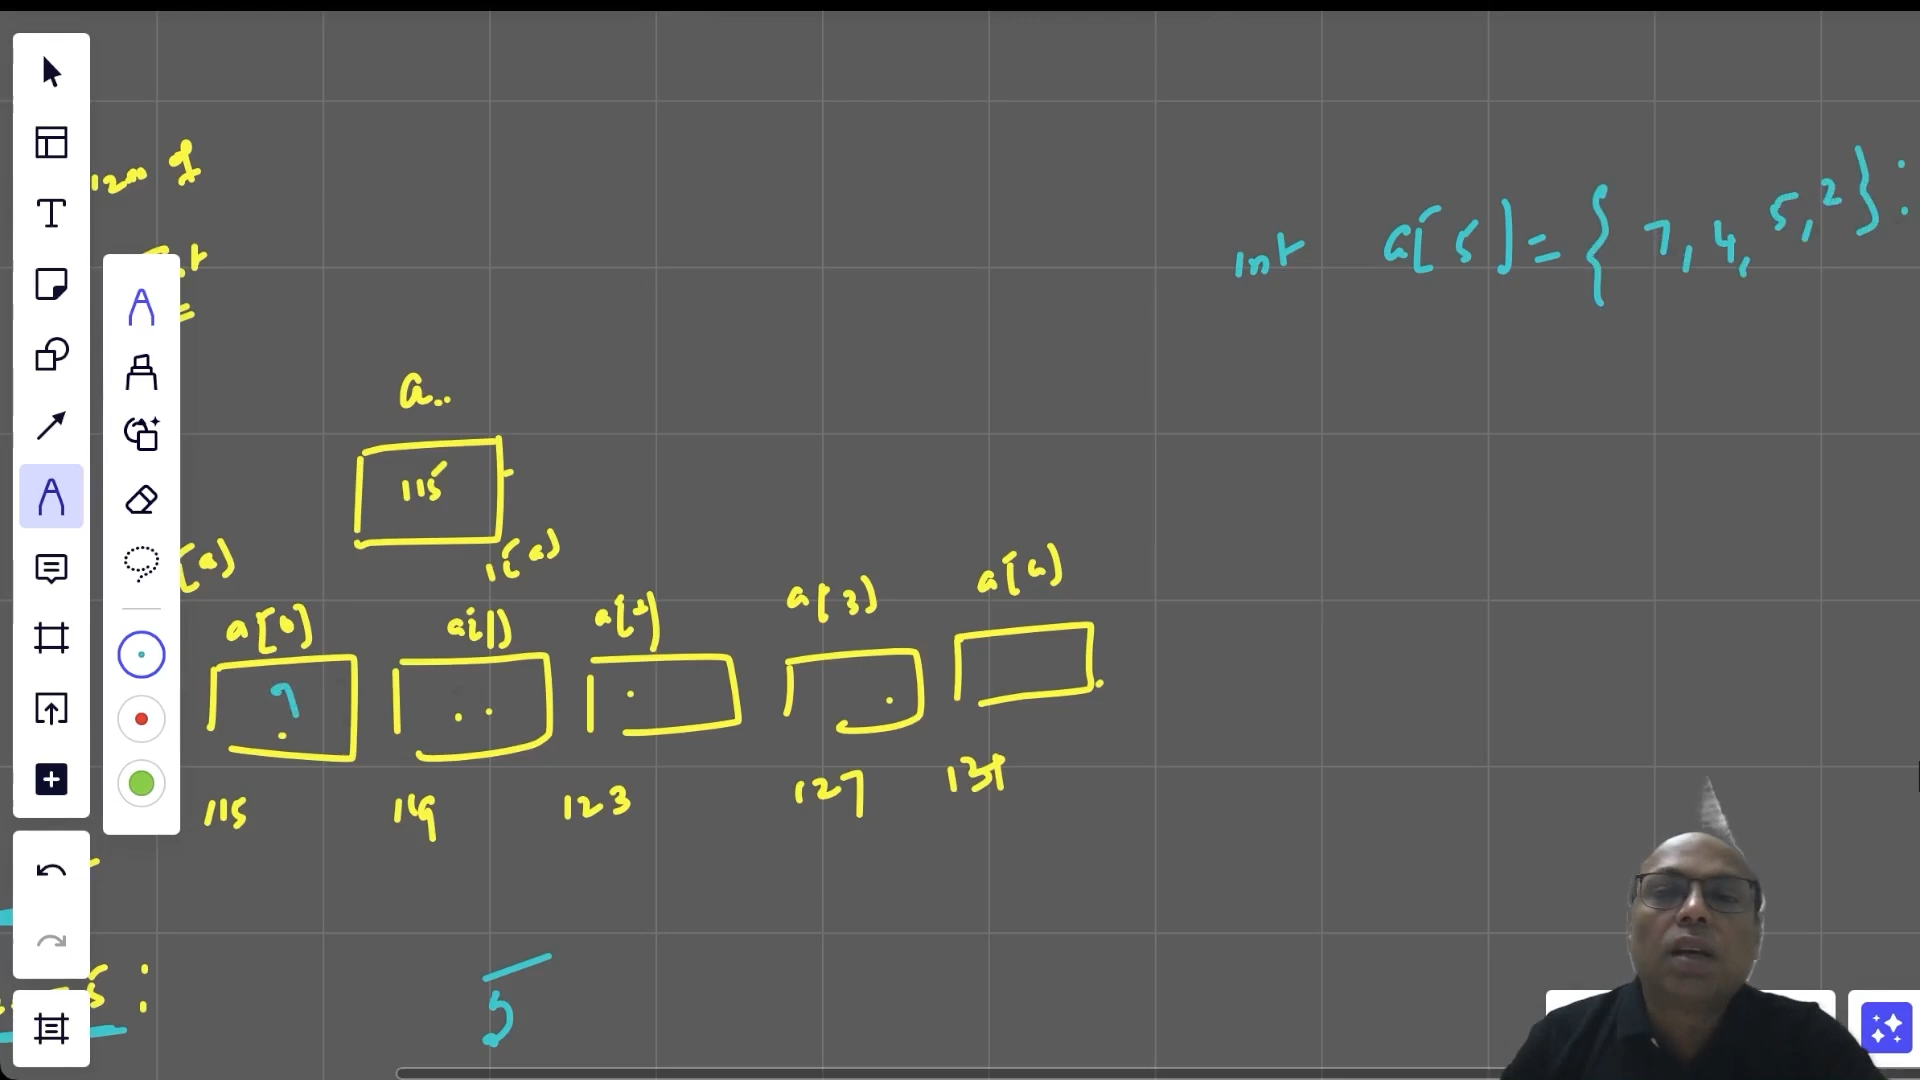 int a[5]={ 7, 4, 5, 2};
a..
115
a[0] a[1] a[2] a[3] a[4]
7
115 119 123 127 131
5
T